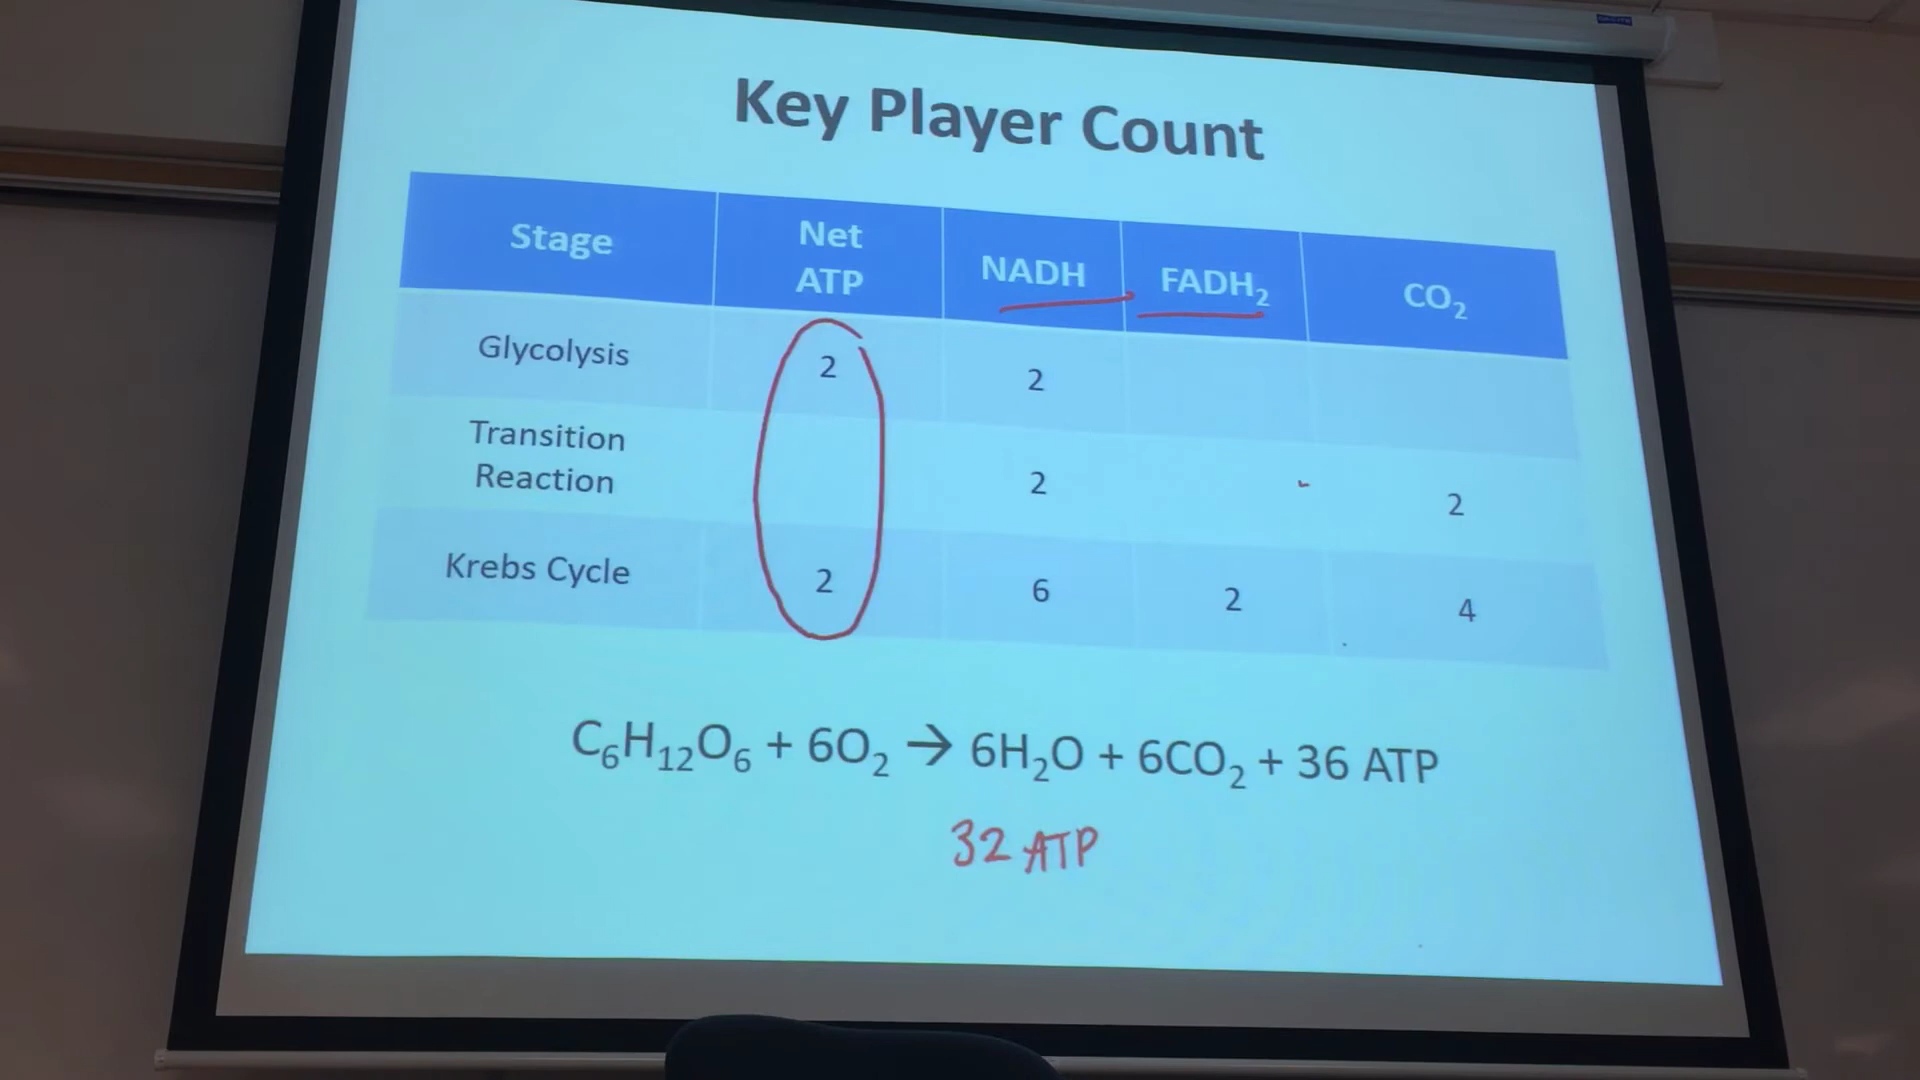 Key Player Count
Stage Net ATP NADH FADH₂ CO₂
Glycolysis 2 2
Transition Reaction 2 2
Krebs Cycle 2 6 2 4
C₆H₁₂O₆ + 6O₂ → 6H₂O + 6CO₂ + 36 ATP
32 ATP